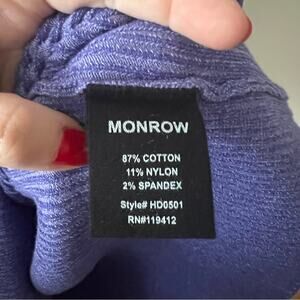 MONROW
87% COTTON
11% NYLON
2% SPANDEX
Style# HD0501
RN#119412